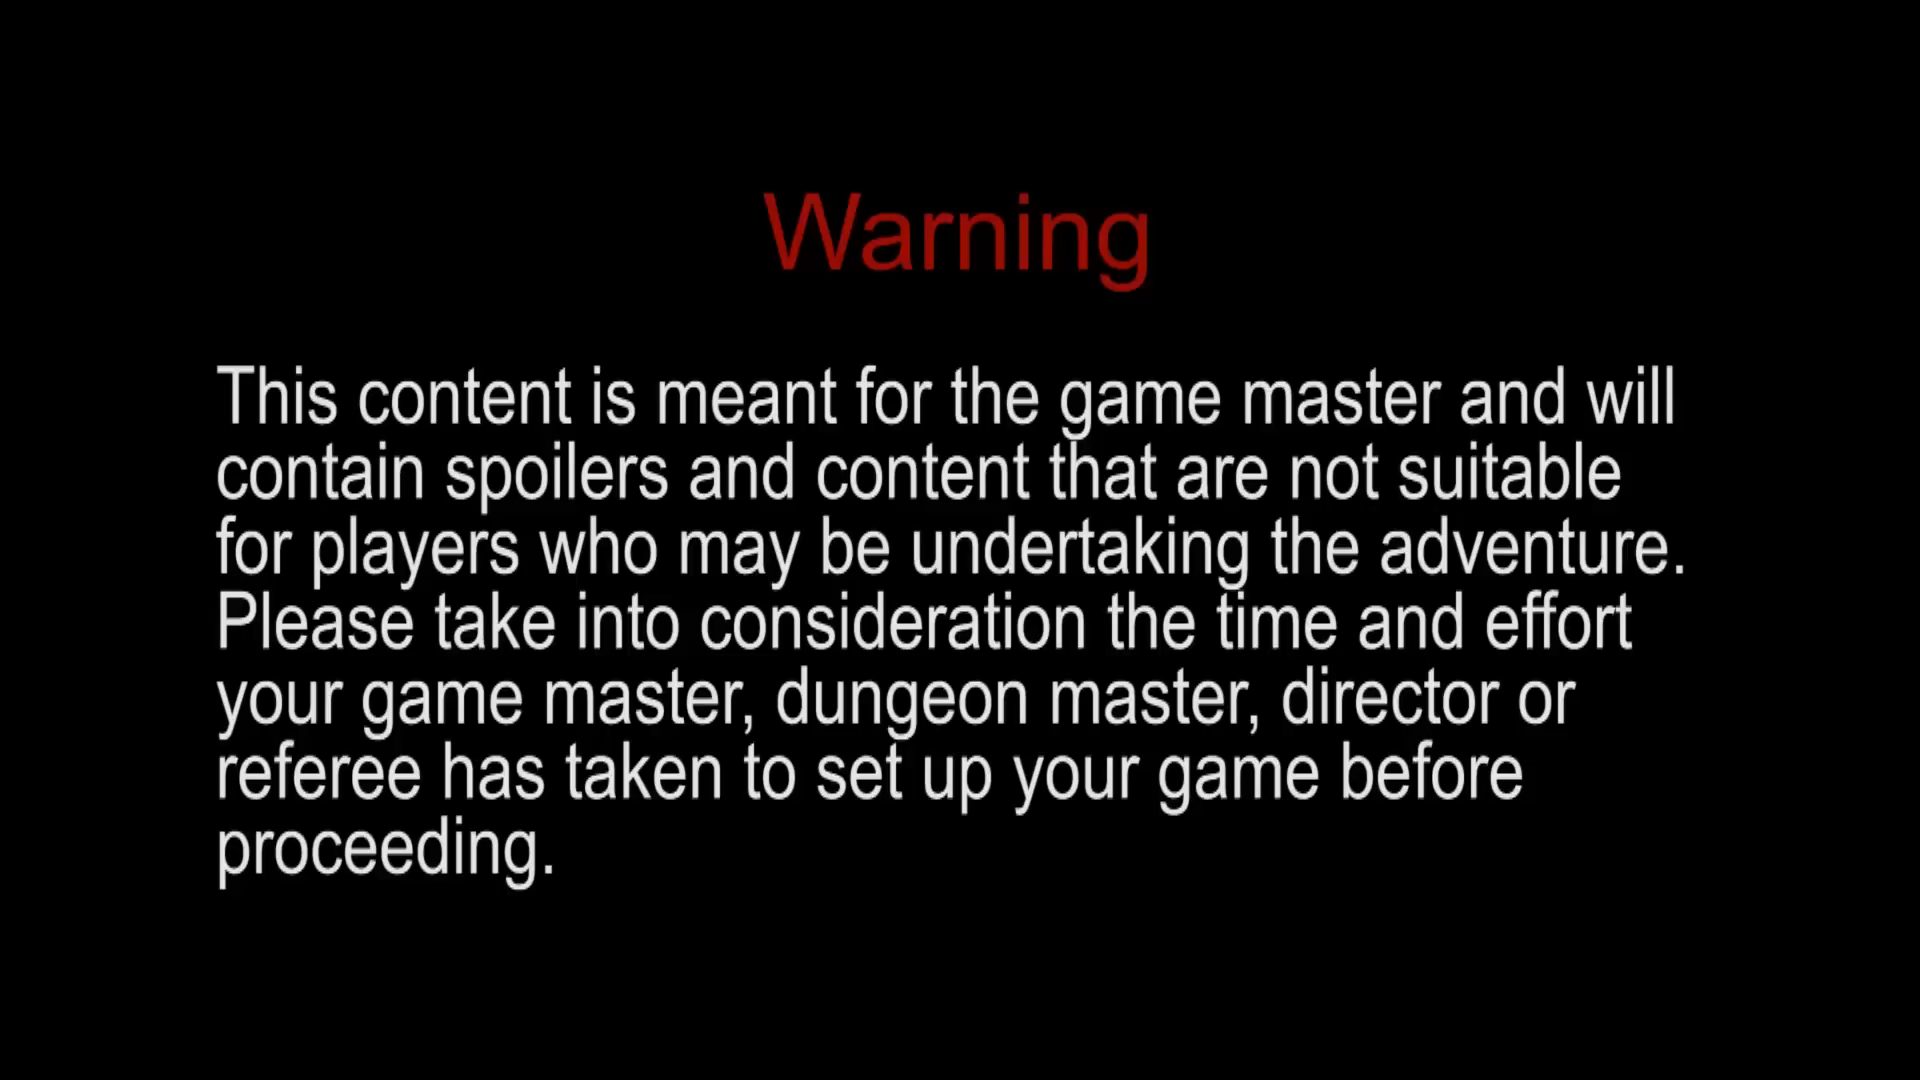 Warning
This content is meant for the game master and will
contain spoilers and content that are not suitable
for players who may be undertaking the adventure.
Please take into consideration the time and effort
your game master, dungeon master, director or
referee has taken to set up your game before
proceeding.